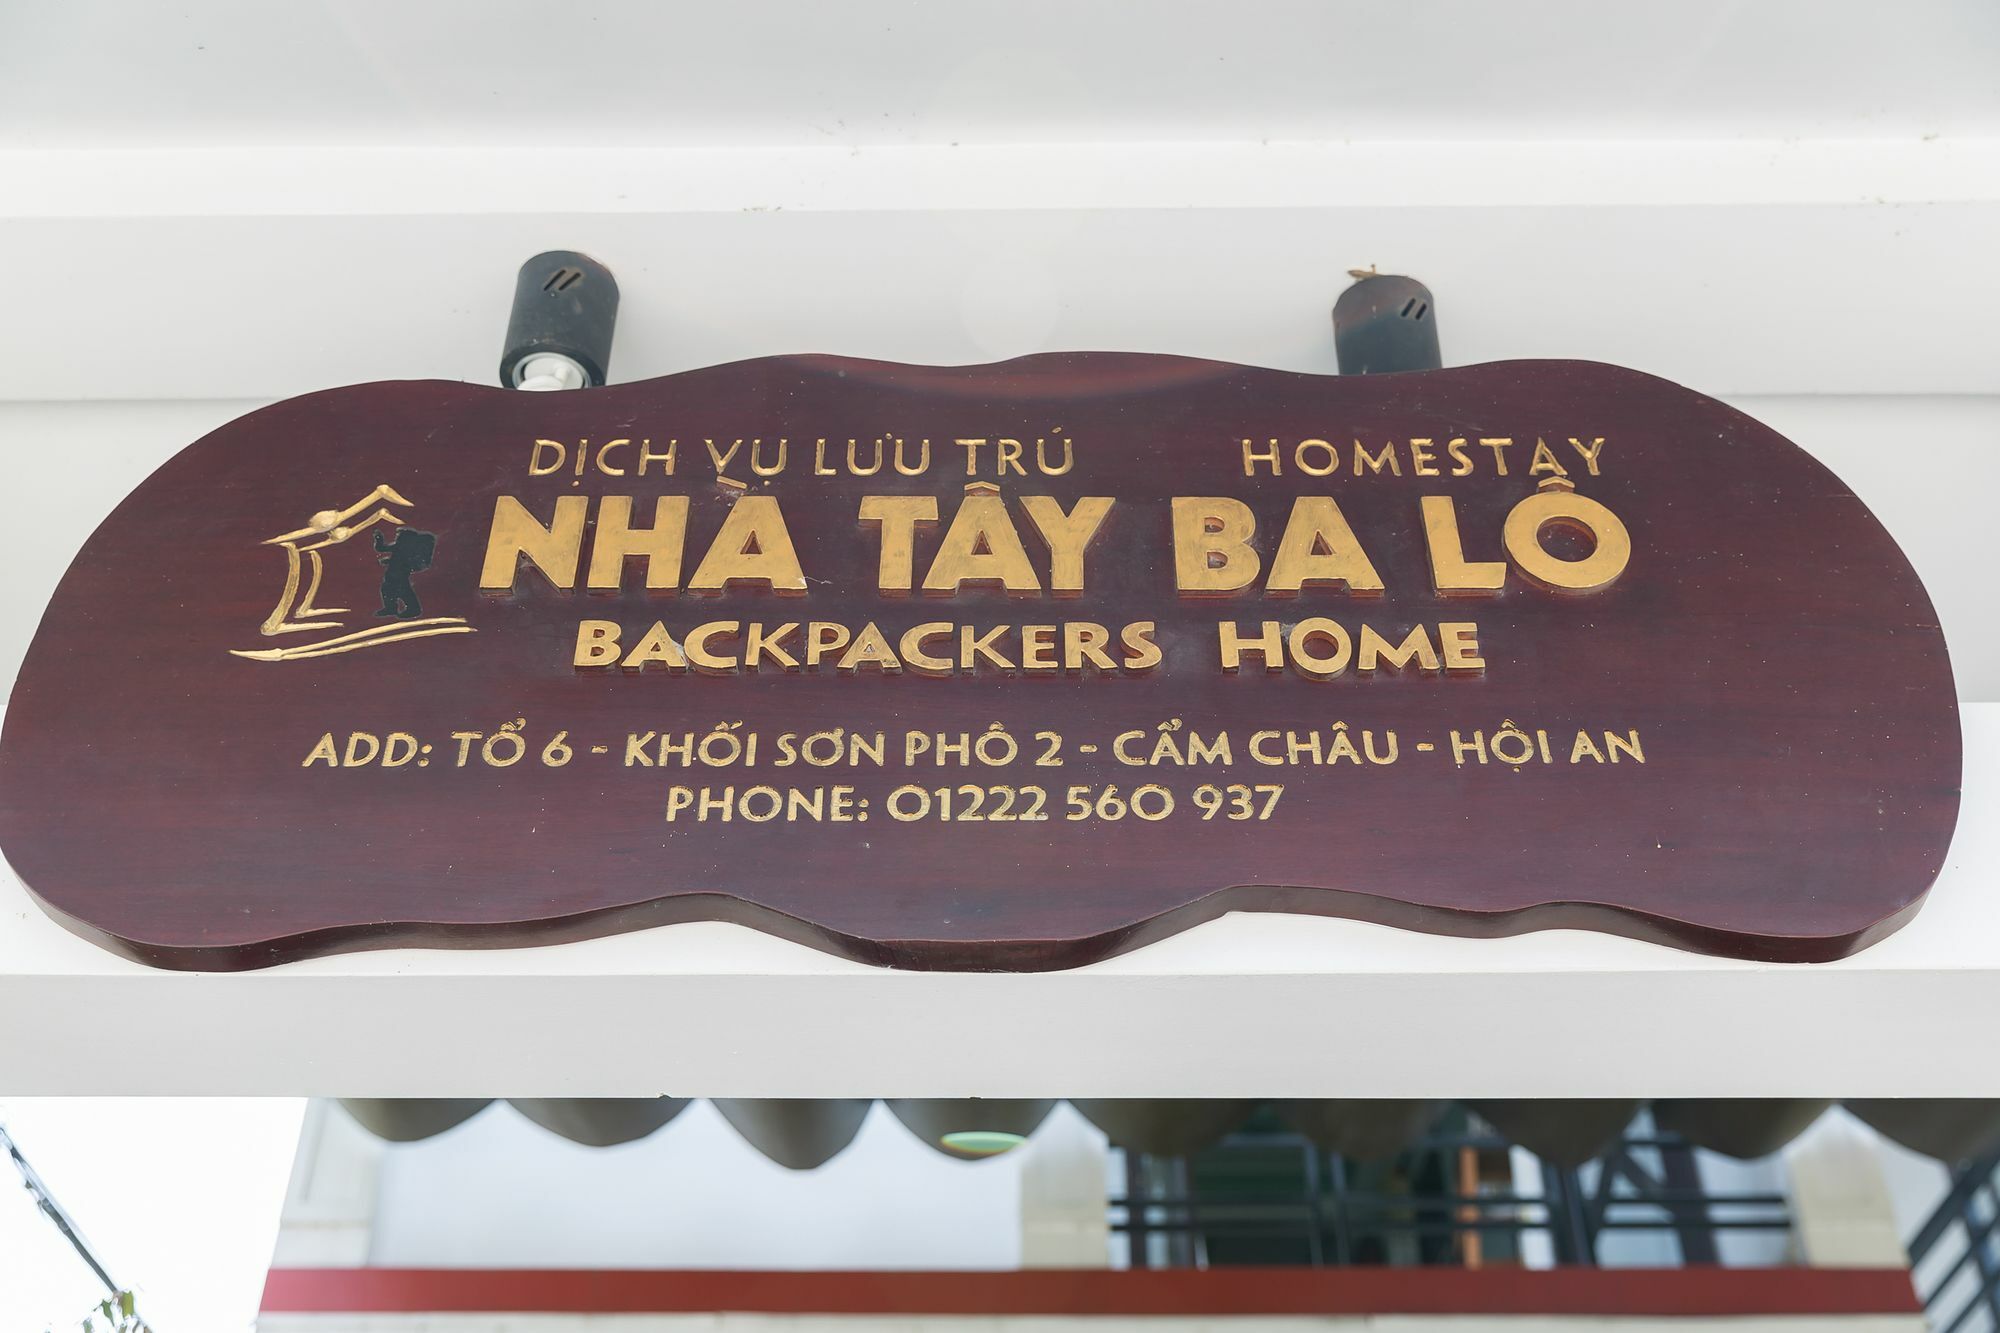 DỊCH VỤ LƯU TRÚ HOMESTAY
NHÀ TÂY BA LÔ
BACKPACKERS HOME
ADD: TỔ 6 - KHỐI SƠN PHÔ 2 - CẨM CHÂU - HỘI AN
PHONE: 01222 560 937